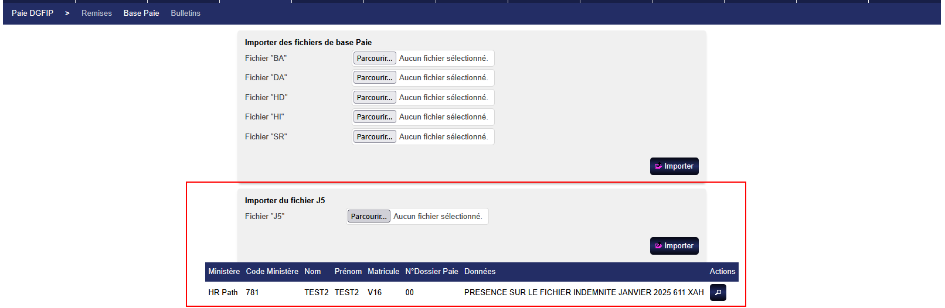 Paie DGFIP > Remises Base Paie Bulletins
Importer des fichiers de base Paie
Fichier "BA" Parcourir... Aucun fichier sélectionné.
Fichier "DA" Parcourir... Aucun fichier sélectionné.
Fichier "HD" Parcourir... Aucun fichier sélectionné.
Fichier "HI" Parcourir... Aucun fichier sélectionné.
Fichier "SR" Parcourir... Aucun fichier sélectionné.
Importer
Importer du fichier J5
Fichier "J5" Parcourir... Aucun fichier sélectionné.
Importer
Ministère Code Ministère Nom Prénom Matricule N°Dossier Paie Données Actions
HR Path 781 TEST2 TEST2 V16 00 PRESENCE SUR LE FICHIER INDEMNITE JANVIER 2025 611 XAH